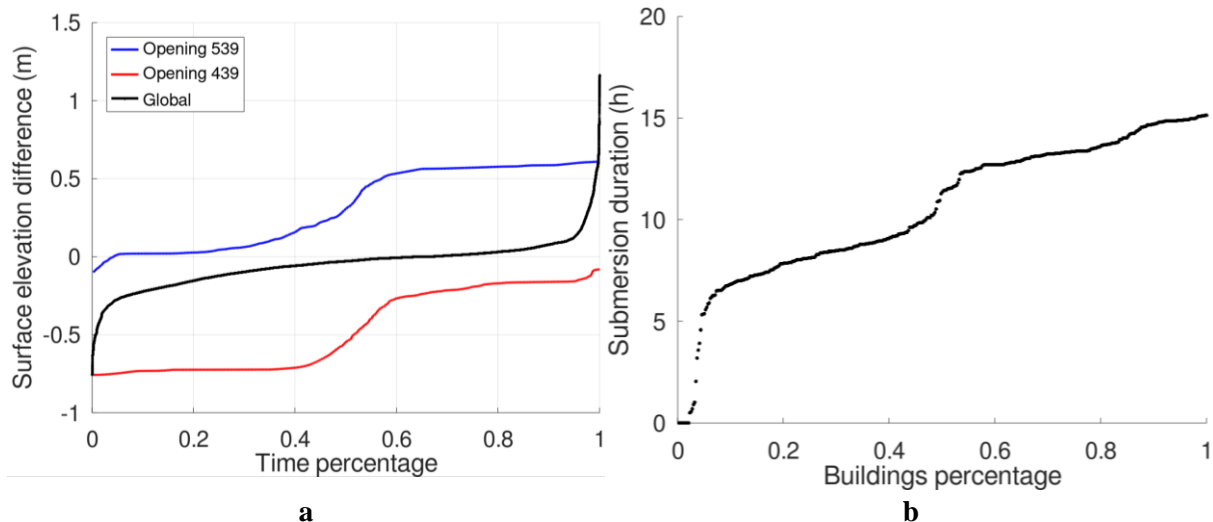 1.5
1
0.5
0
-0.5
-1
Surface elevation difference (m)
Opening 539
Opening 439
Global
0 0.2 0.4 0.6 0.8 1
Time percentage
a
20
15
10
5
0
Submersion duration (h)
0 0.2 0.4 0.6 0.8 1
Buildings percentage
b